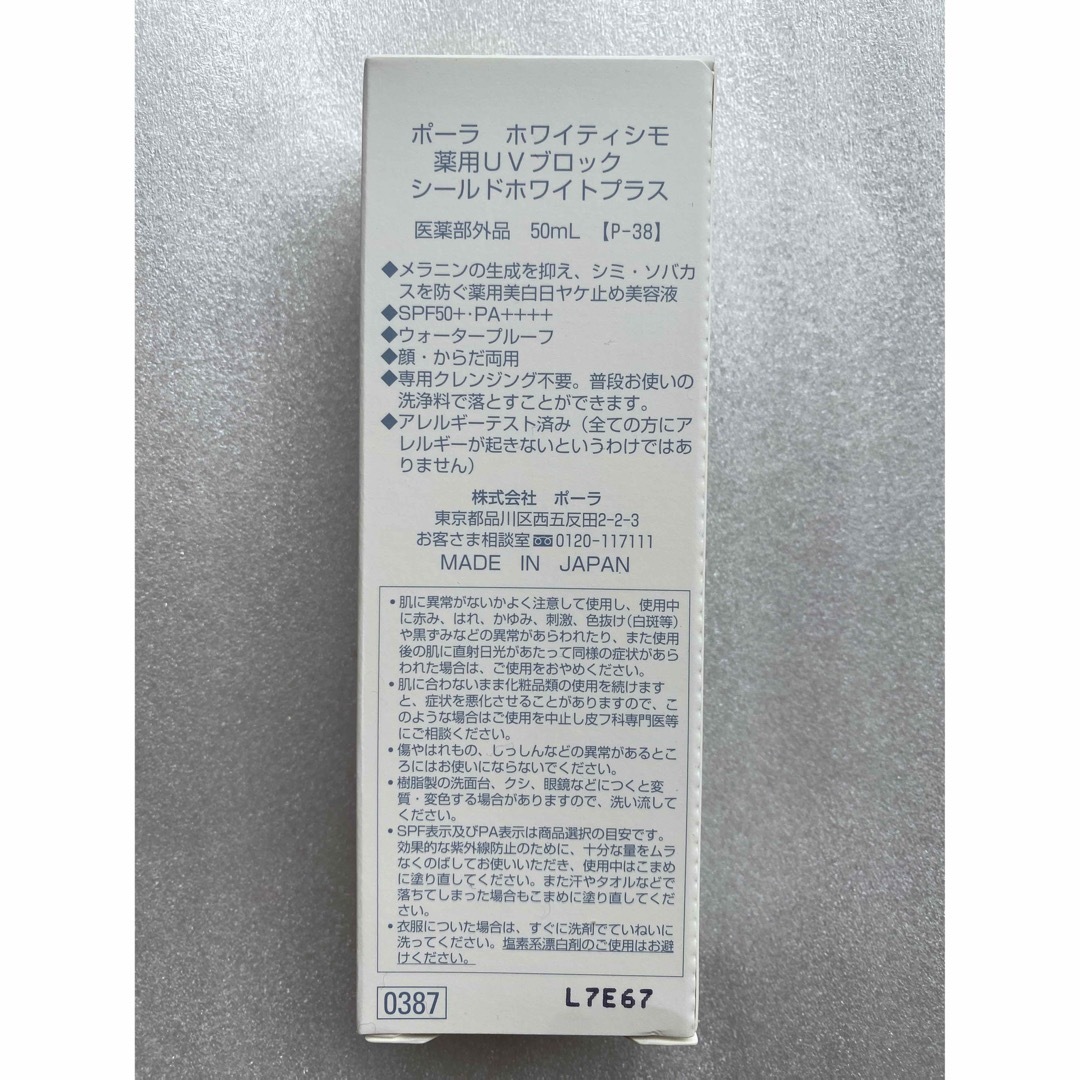 ポーラ　ホワイティシモ
薬用UVブロック
シールドホワイトプラス
医薬部外品　50mL　【P-38】
◆メラニンの生成を抑え、シミ・ソバカ
スを防ぐ薬用美白日ヤケ止め美容液
◆SPF50+・PA++++
◆ウォータープルーフ
◆顔・からだ両用
◆専用クレンジング不要。普段お使いの
洗浄料で落とすことができます。
◆アレルギーテスト済み（全ての方にア
レルギーが起きないというわけではあ
りません）
株式会社　ポーラ
東京都品川区西五反田2-2-3
お客さま相談室 0120-117111
MADE IN JAPAN
・肌に異常がないかよく注意して使用し、使用中
に赤み、はれ、かゆみ、刺激、色抜け（白斑等）
や黒ずみなどの異常があらわれたり、また使用
後の肌に直射日光があたって同様の症状があら
われた場合は、ご使用をおやめください。
・肌に合わないまま化粧品類の使用を続けます
と、症状を悪化させることがありますので、こ
のような場合はご使用を中止し皮フ科専門医等
にご相談ください。
・傷やはれもの、じっしんなどの異常があるとこ
ろにはお使いにならないでください。
・樹脂製の洗面台、クシ、眼鏡などにつくと変
質・変色する場合がありますので、洗い流して
ください。
・SPF表示及びPA表示は商品選択の目安です。
効果的な紫外線防止のために、十分な量をムラ
なくのばしてお使いいただき、使用中はこまめ
に塗り直してください。また汗やタオルなどで
落ちてしまった場合もこまめに塗り直してくだ
さい。
・衣服についた場合は、すぐに洗剤でていねいに
洗ってください。塩素系漂白剤のご使用はお避
けください。
0387
L7E67